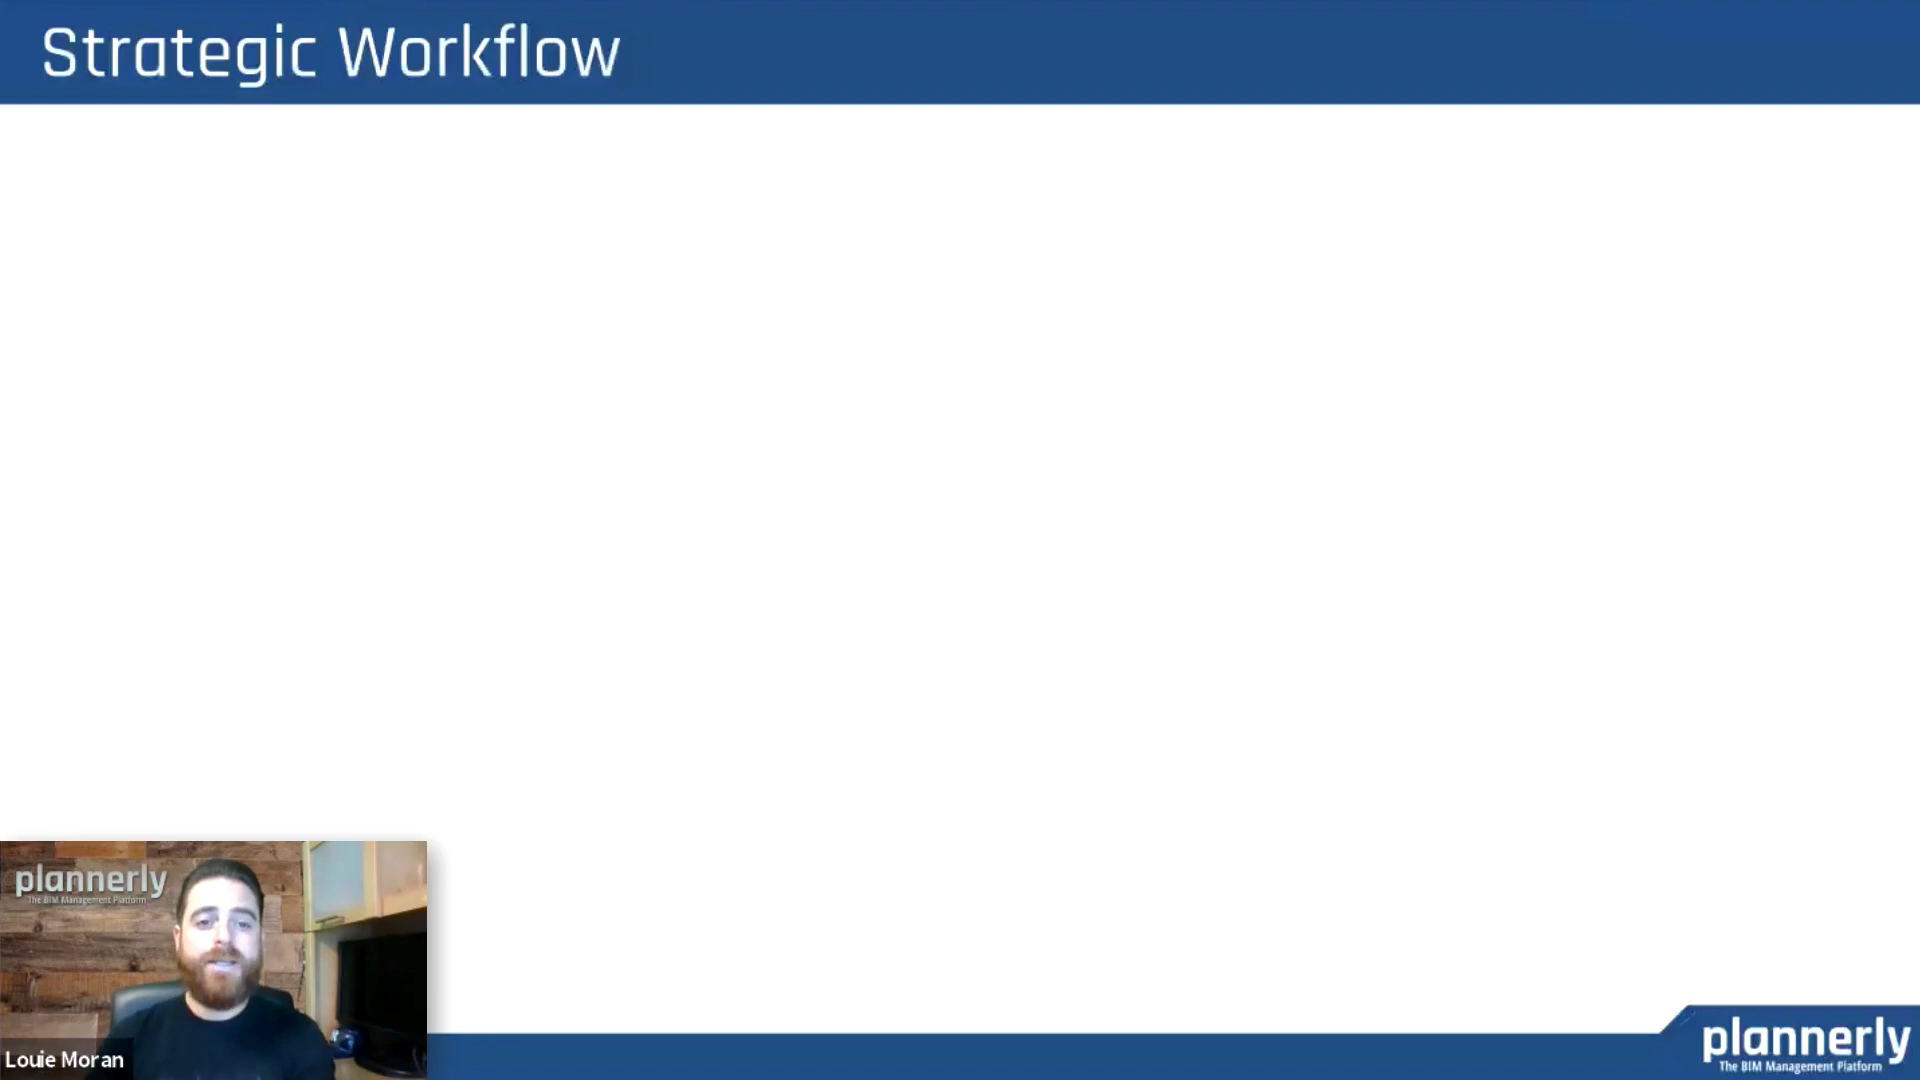 Strategic Workflow
plannerly
The BIM Management Platform
Louie Moran
plannerly
The BIM Management Platform